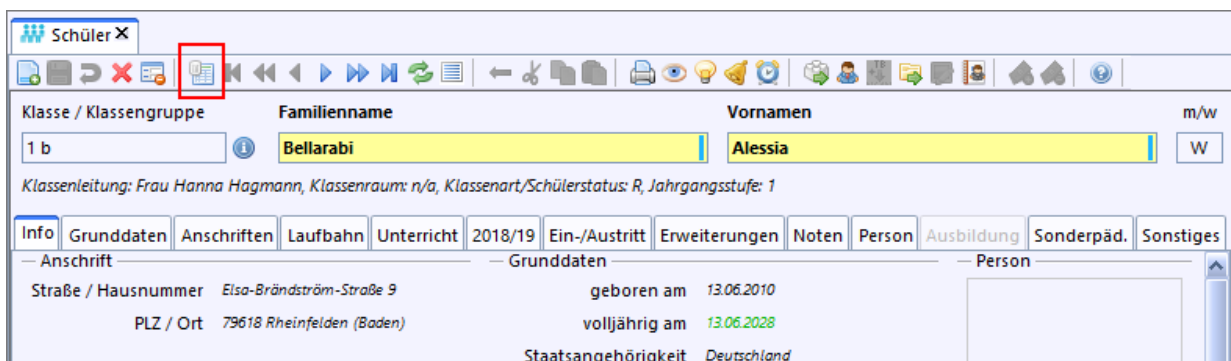 Schüler X
Klasse / Klassengruppe Familienname Vornamen m/w
1 b Bellarabi Alessia W
Klassenleitung: Frau Hanna Hagmann, Klassenraum: n/a, Klassenart/Schülerstatus: R, Jahrgangsstufe: 1
Info Grunddaten Anschriften Laufbahn Unterricht 2018/19 Ein-/Austritt Erweiterungen Noten Person Ausbildung Sonderpäd. Sonstiges
Anschrift Grunddaten Person
Straße / Hausnummer Elsa-Brändström-Straße 9 geboren am 13.06.2010
PLZ / Ort 79618 Rheinfelden (Baden) volljährig am 13.06.2028
Staatsangehörigkeit Deutschland